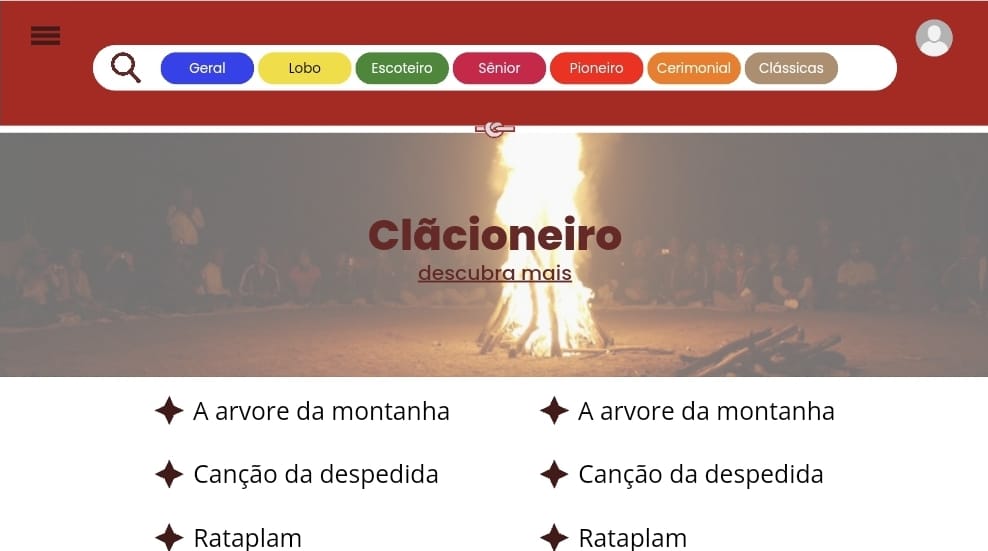 Geral Lobo Escoteiro Sênior Pioneiro Cerimonial Clássicas
Clãcioneiro
descubra mais
A arvore da montanha
A arvore da montanha
Canção da despedida
Canção da despedida
Rataplam
Rataplam